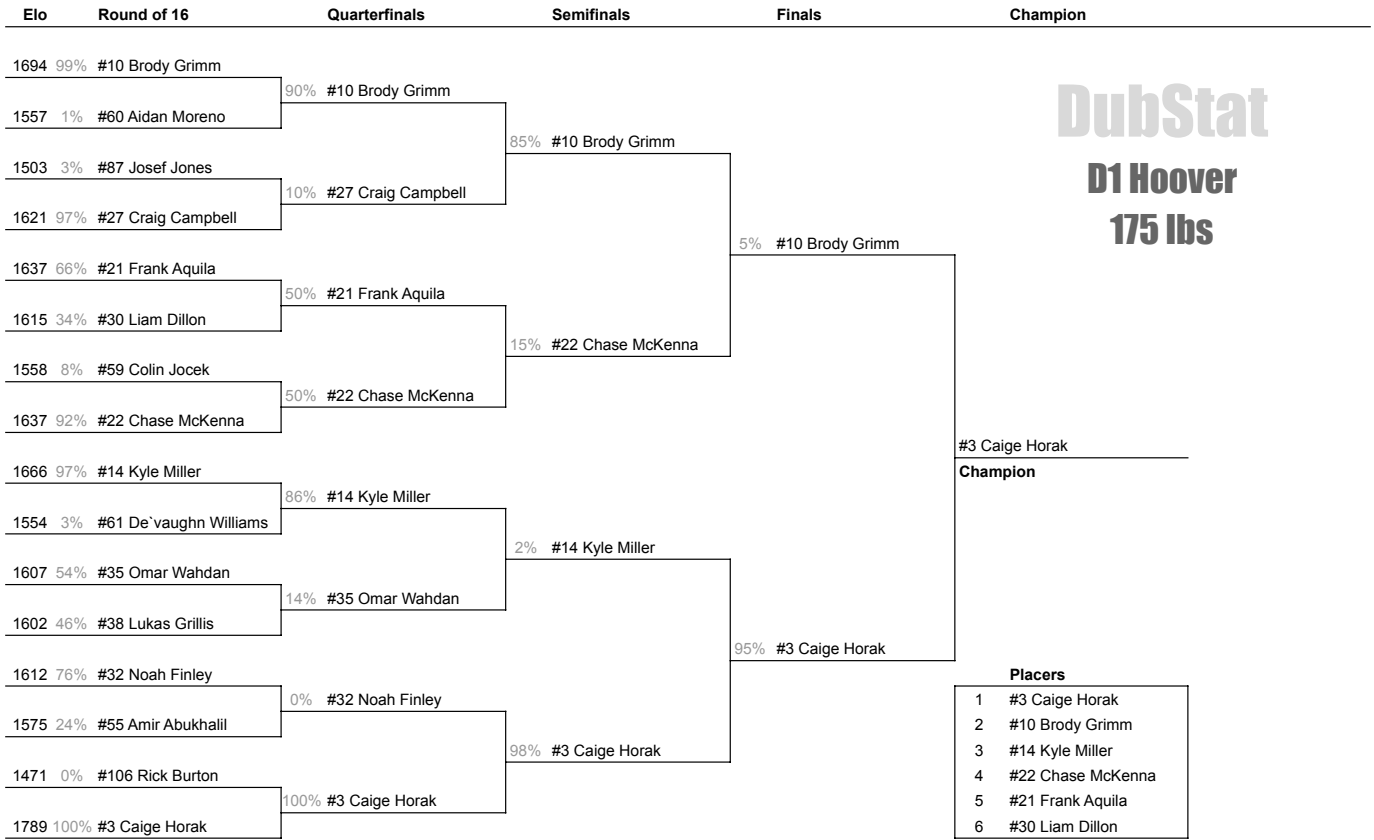 Elo Round of 16 Quarterfinals Semifinals Finals Champion
1694 99% #10 Brody Grimm
90% #10 Brody Grimm
1557 1% #60 Aidan Moreno
85% #10 Brody Grimm
1503 3% #87 Josef Jones
10% #27 Craig Campbell
1621 97% #27 Craig Campbell
5% #10 Brody Grimm
1637 66% #21 Frank Aquila
50% #21 Frank Aquila
1615 34% #30 Liam Dillon
15% #22 Chase McKenna
1558 8% #59 Colin Jocek
50% #22 Chase McKenna
1637 92% #22 Chase McKenna
#3 Caige Horak
Champion
1666 97% #14 Kyle Miller
86% #14 Kyle Miller
1554 3% #61 De`vaughn Williams
2% #14 Kyle Miller
1607 54% #35 Omar Wahdan
14% #35 Omar Wahdan
1602 46% #38 Lukas Grillis
95% #3 Caige Horak
1612 76% #32 Noah Finley
0% #32 Noah Finley
1575 24% #55 Amir Abukhalil
98% #3 Caige Horak
1471 0% #106 Rick Burton
100% #3 Caige Horak
1789 100% #3 Caige Horak
DubStat
D1 Hoover
175 lbs
Placers
1 #3 Caige Horak
2 #10 Brody Grimm
3 #14 Kyle Miller
4 #22 Chase McKenna
5 #21 Frank Aquila
6 #30 Liam Dillon